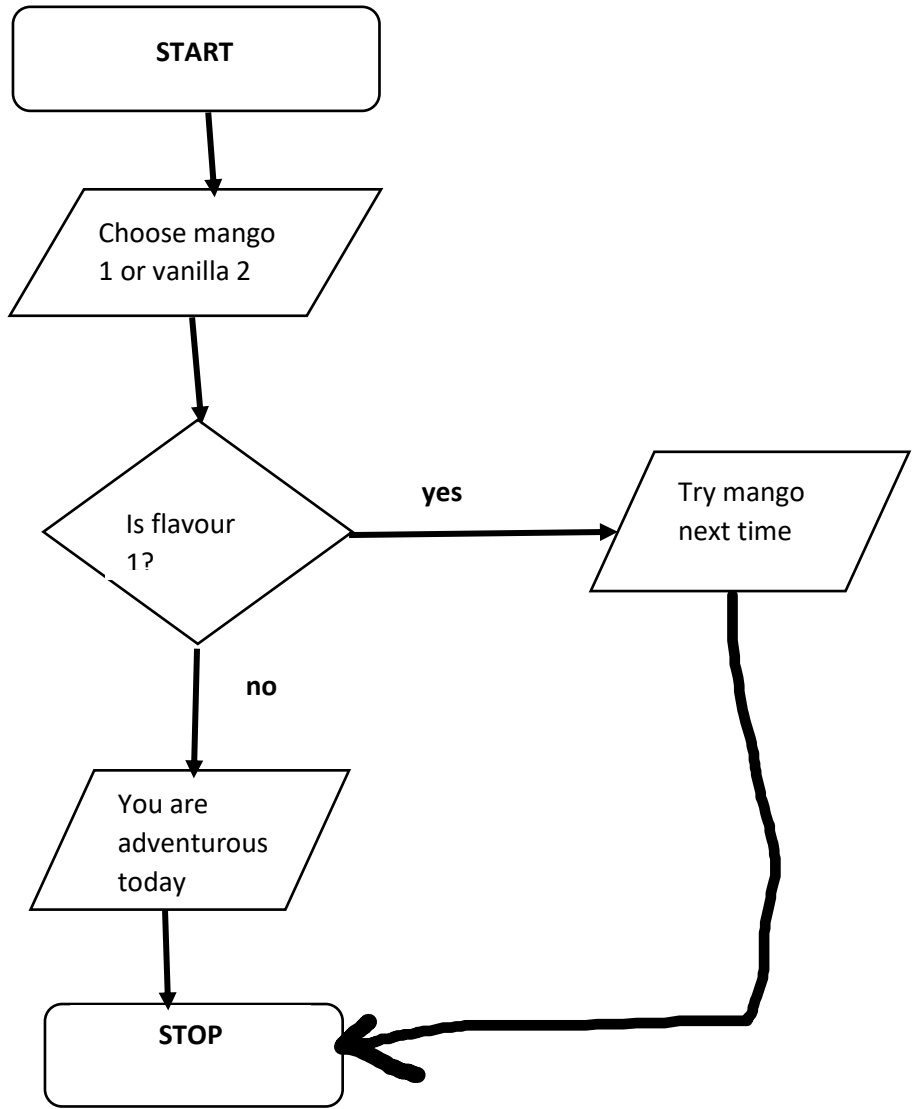 START
Choose mango
1 or vanilla 2
Is flavour
1?
yes
Try mango
next time
no
You are
adventurous
today
STOP